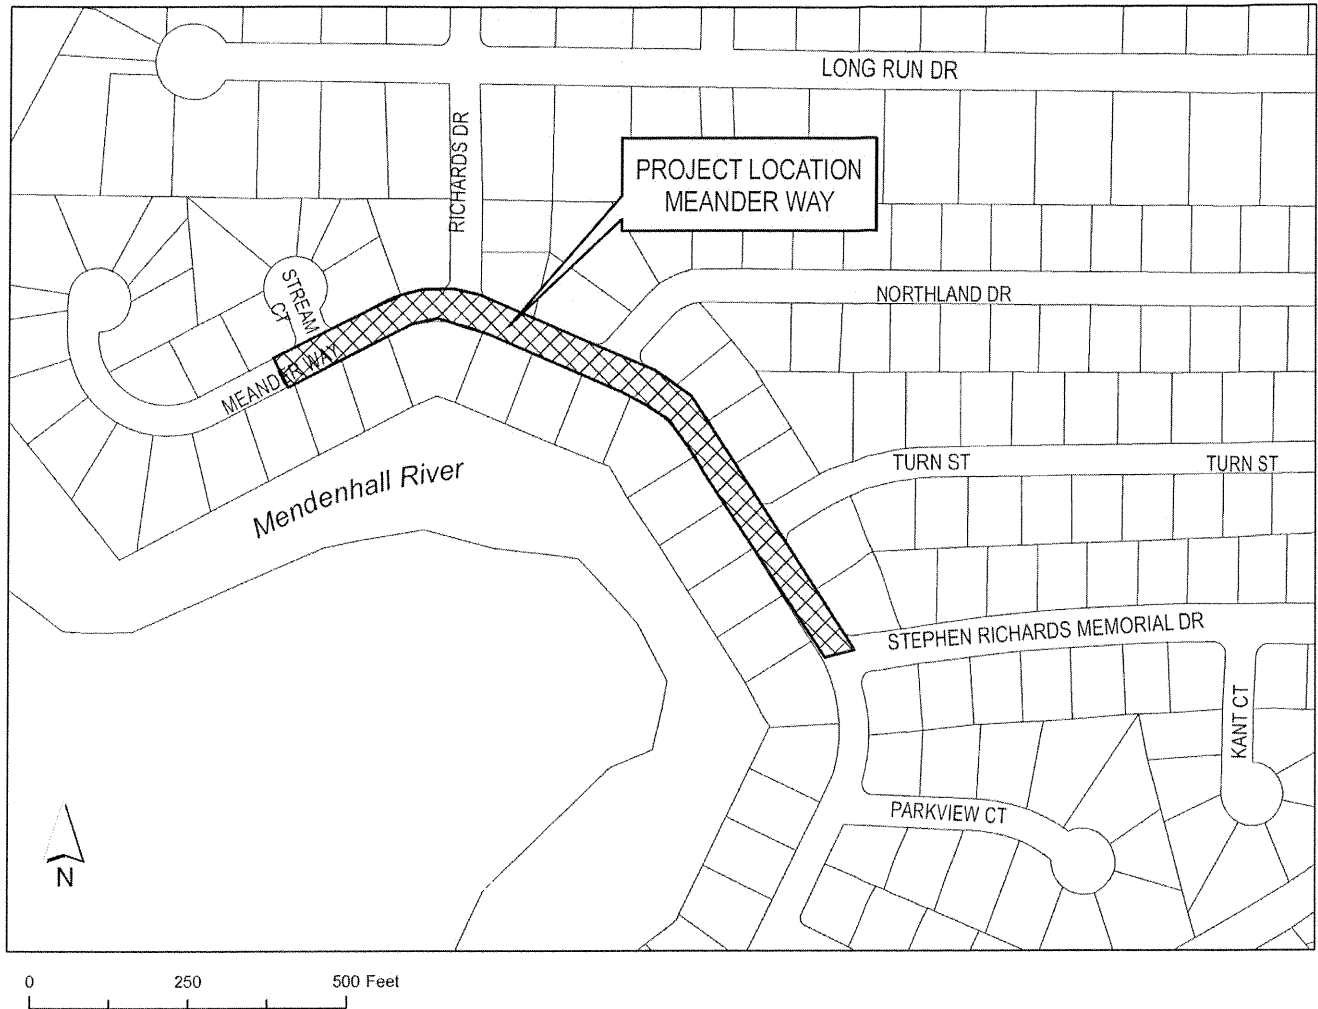 LONG RUN DR
RICHARDS DR
PROJECT LOCATION
MEANDER WAY
STREAM
CT
NORTHLAND DR
MEANDER WAY
Mendenhall River
TURN ST
TURN ST
STEPHEN RICHARDS MEMORIAL DR
KANT CT
PARKVIEW CT
N
0 250 500 Feet